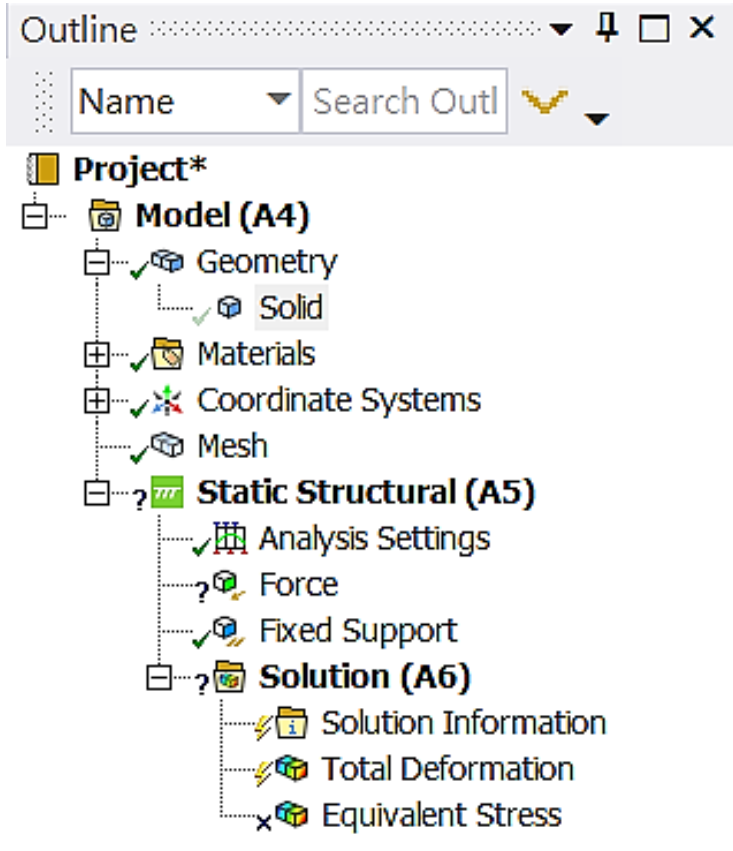 Outline
Name Search Outl
Project*
Model (A4)
Geometry
Solid
Materials
Coordinate Systems
Mesh
Static Structural (A5)
Analysis Settings
Force
Fixed Support
Solution (A6)
Solution Information
Total Deformation
Equivalent Stress